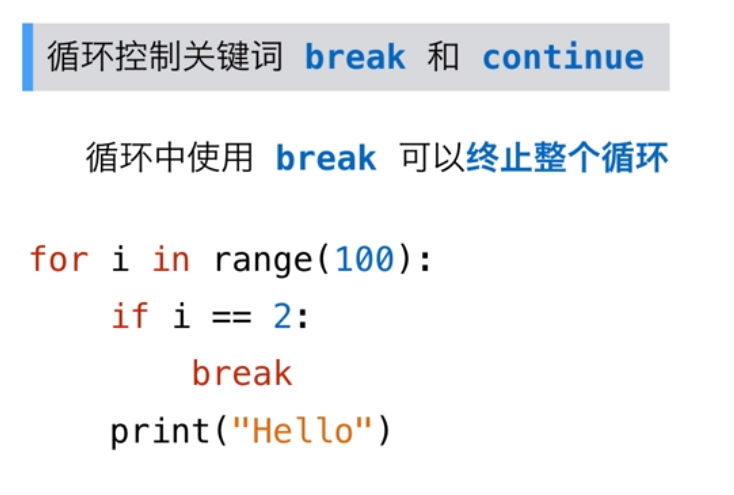 循环控制关键词 break 和 continue
循环中使用 break 可以终止整个循环
for i in range(100):
    if i == 2:
        break
    print("Hello")